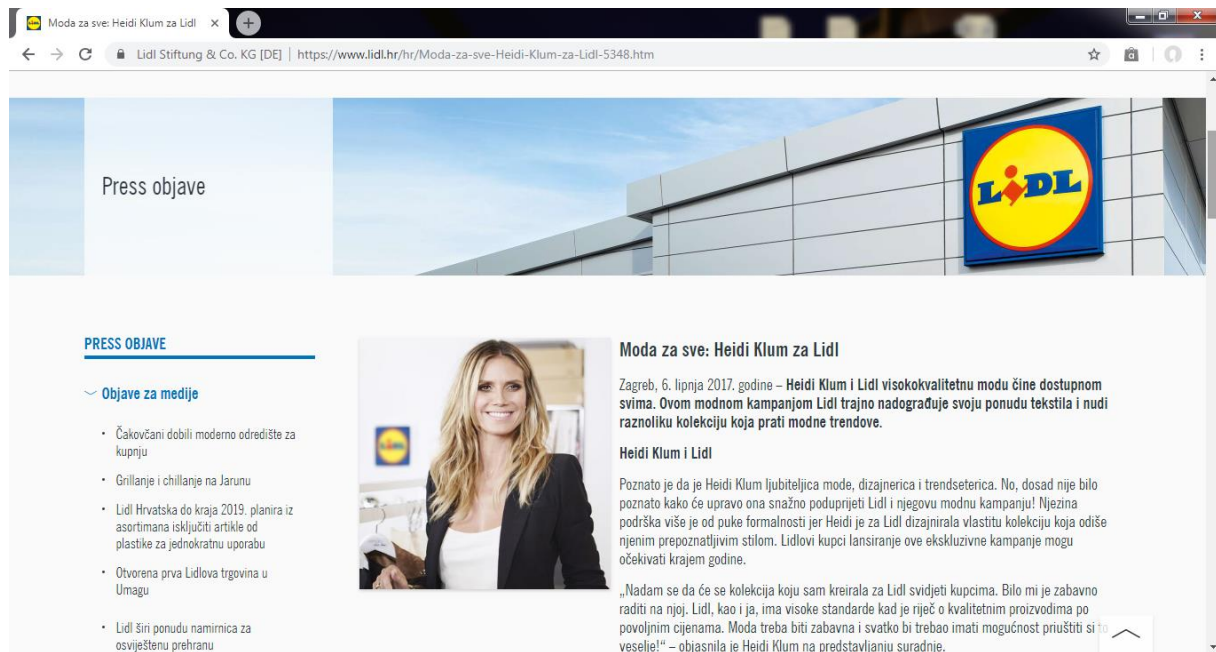 Moda za sve: Heidi Klum za Lidl
Lidl Stiftung & Co. KG [DE] | https://www.lidl.hr/hr/Moda-za-sve-Heidi-Klum-za-Lidl-5348.htm
Press objave
LIDL
PRESS OBJAVE
Objave za medije
• Čakovčani dobili moderno odredište za
kupnju
• Grillanje i chillanje na Jarunu
• Lidl Hrvatska do kraja 2019. planira iz
asortimana isključiti artikle od
plastike za jednokratnu uporabu
• Otvorena prva Lidlova trgovina u
Umagu
• Lidl širi ponudu namirnica za
osviještenu prehranu
LIDL
Moda za sve: Heidi Klum za Lidl
Zagreb, 6. lipnja 2017. godine – Heidi Klum i Lidl visokokvalitetnu modu čine dostupnom
svima. Ovom modnom kampanjom Lidl trajno nadograđuje svoju ponudu tekstila i nudi
raznoliku kolekciju koja prati modne trendove.
Heidi Klum i Lidl
Poznato je da je Heidi Klum ljubiteljica mode, dizajnerica i trendseterica. No, dosad nije bilo
poznato kako će upravo ona snažno poduprijeti Lidl i njegovu modnu kampanju! Njezina
podrška više je od puke formalnosti jer Heidi je za Lidl dizajnirala vlastitu kolekciju koja odiše
njenim prepoznatljivim stilom. Lidlovi kupci lansiranje ove ekskluzivne kampanje mogu
očekivati krajem godine.
„Nadam se da će se kolekcija koju sam kreirala za Lidl svidjeti kupcima. Bilo mi je zabavno
raditi na njoj. Lidl, kao i ja, ima visoke standarde kad je riječ o kvalitetnim proizvodima po
povoljnim cijenama. Moda treba biti zabavna i svatko bi trebao imati mogućnost priuštiti si to
veselje!“ – objasnila je Heidi Klum na predstavljanju suradnje.